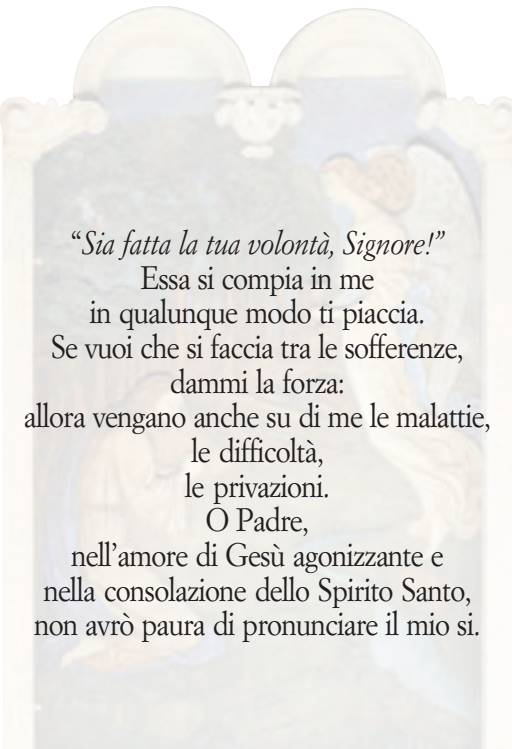 “Sia fatta la tua volontà, Signore!”
Essa si compia in me
in qualunque modo ti piaccia.
Se vuoi che si faccia tra le sofferenze,
dammi la forza:
allora vengano anche su di me le malattie,
le difficoltà,
le privazioni.
O Padre,
nell’amore di Gesù agonizzante e
nella consolazione dello Spirito Santo,
non avrò paura di pronunciare il mio si.